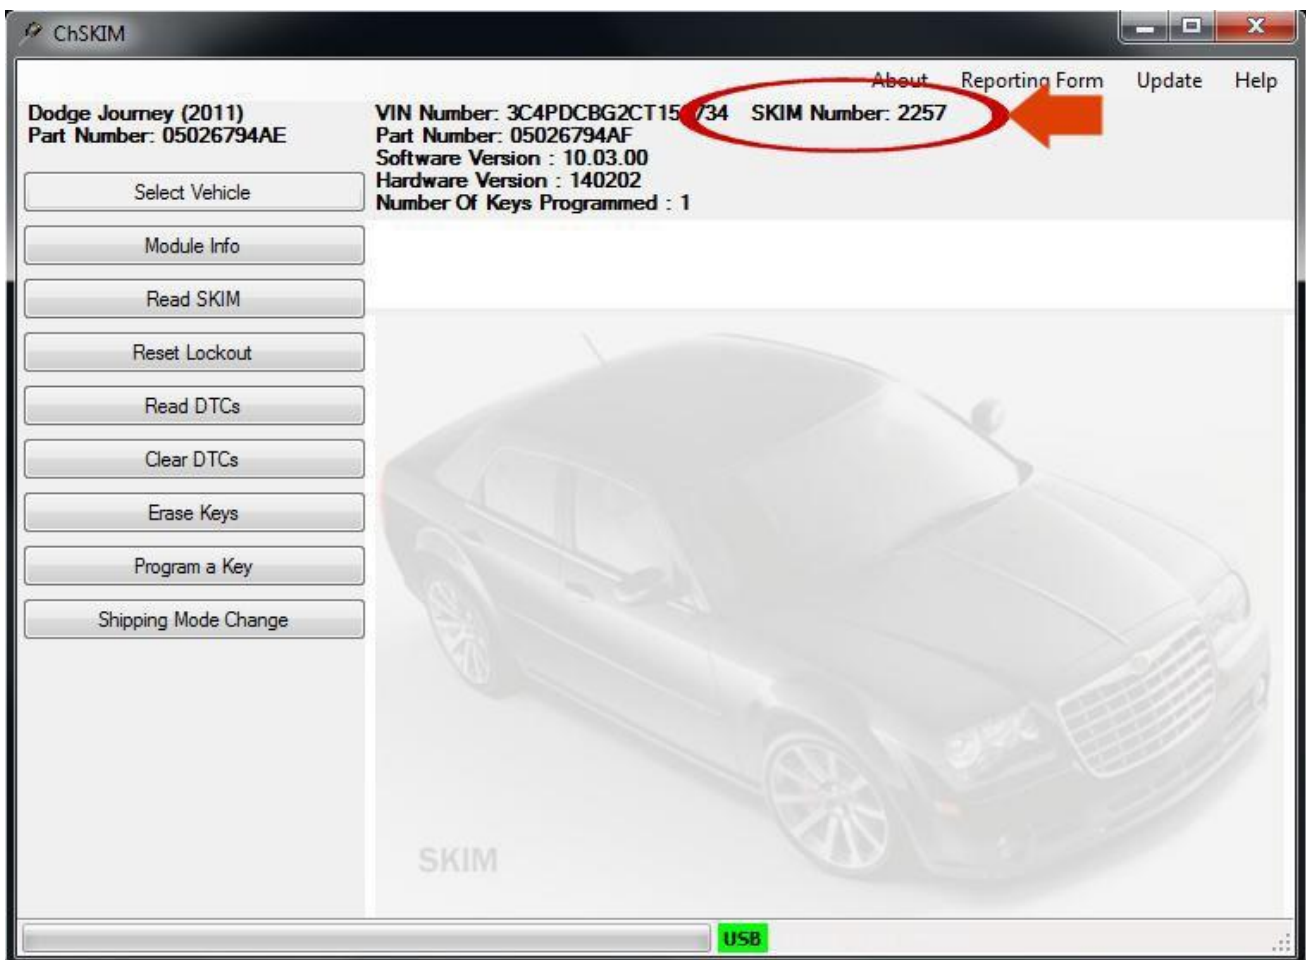 ChSKIM
About Reporting Form Update Help
Dodge Journey (2011)
Part Number: 05026794AE
VIN Number: SKIM Number: 2257
Part Number: 05026794AF
Software Version : 10.03.00
Hardware Version : 140202
Number Of Keys Programmed : 1
Select Vehicle
Module Info
Read SKIM
Reset Lockout
Read DTCs
Clear DTCs
Erase Keys
Program a Key
Shipping Mode Change
SKIM
USB